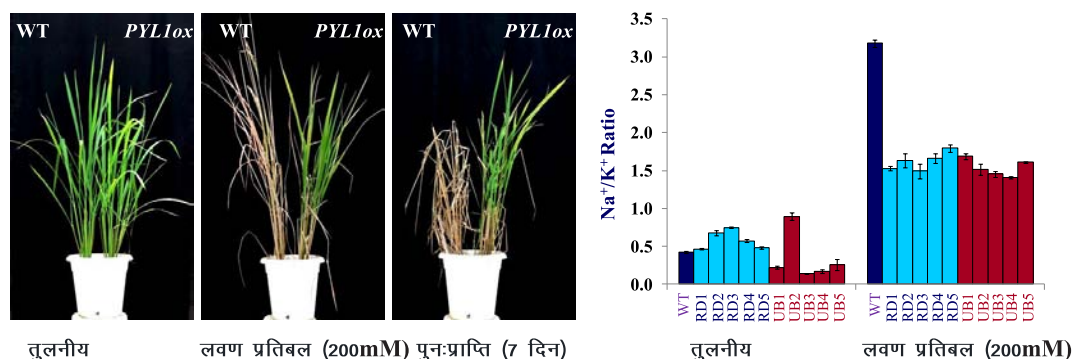 WT PYL1ox
WT PYL1ox
WT PYL1ox
तुलनीय
लवण प्रतिबल (200mM)
पुनःप्राप्ति (7 दिन)
Na⁺/K⁺ Ratio
3.5
3.0
2.5
2.0
1.5
1.0
0.5
0.0
WT RD1 RD2 RD3 RD4 RD5 UB1 UB2 UB3 UB4 UB5
WT RD1 RD2 RD3 RD4 RD5 UB1 UB2 UB3 UB4 UB5
तुलनीय
लवण प्रतिबल (200mM)